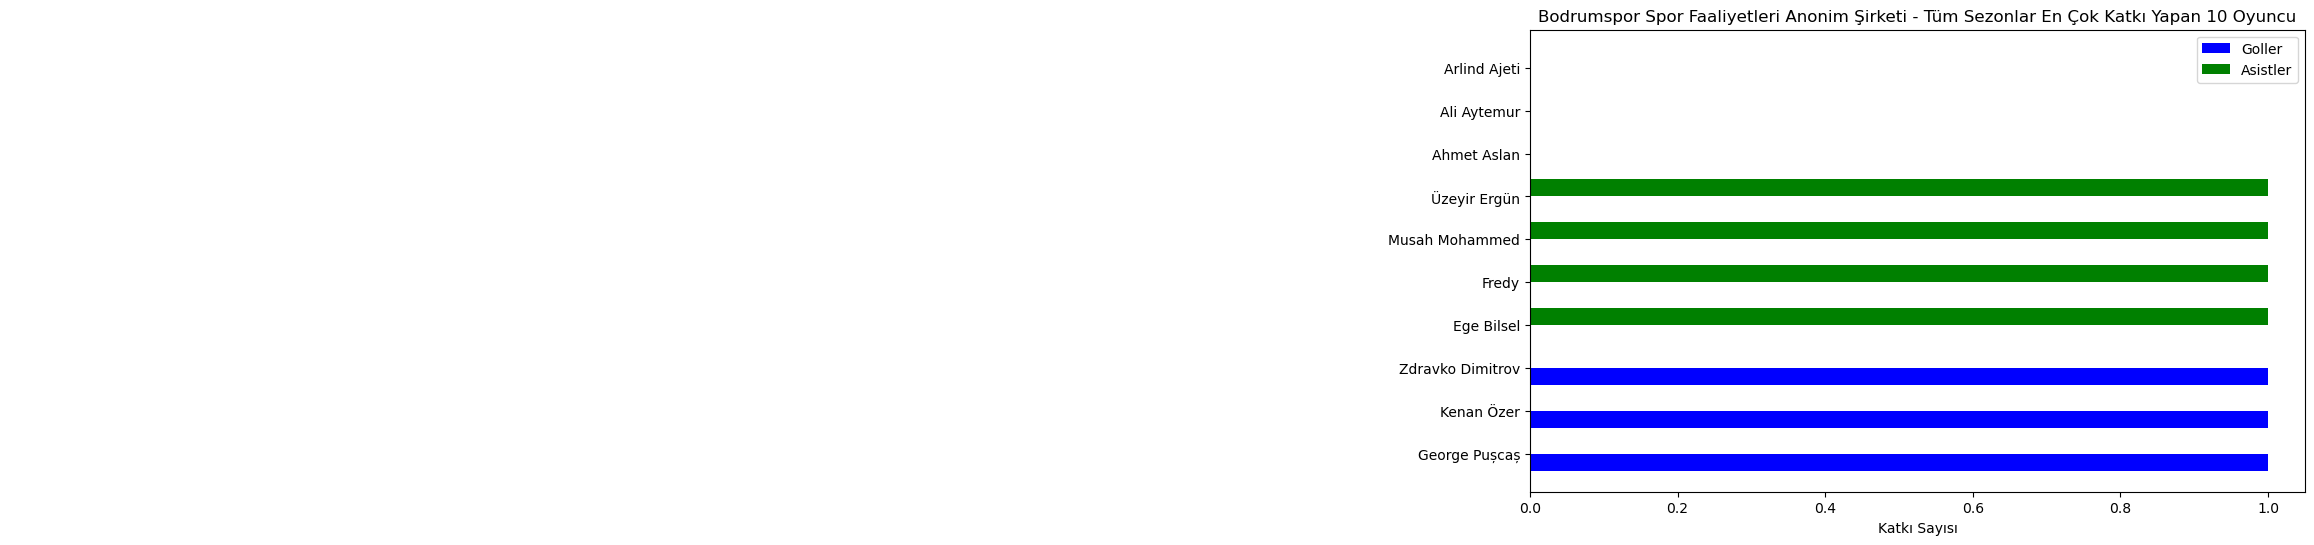 Bodrumspor Spor Faaliyetleri Anonim Şirketi - Tüm Sezonlar En Çok Katkı Yapan 10 Oyuncu
Goller
Asistler
Arlind Ajeti
Ali Aytemur
Ahmet Aslan
Üzeyir Ergün
Musah Mohammed
Fredy
Ege Bilsel
Zdravko Dimitrov
Kenan Özer
George Pușcaș
0.0 0.2 0.4 0.6 0.8 1.0
Katkı Sayısı